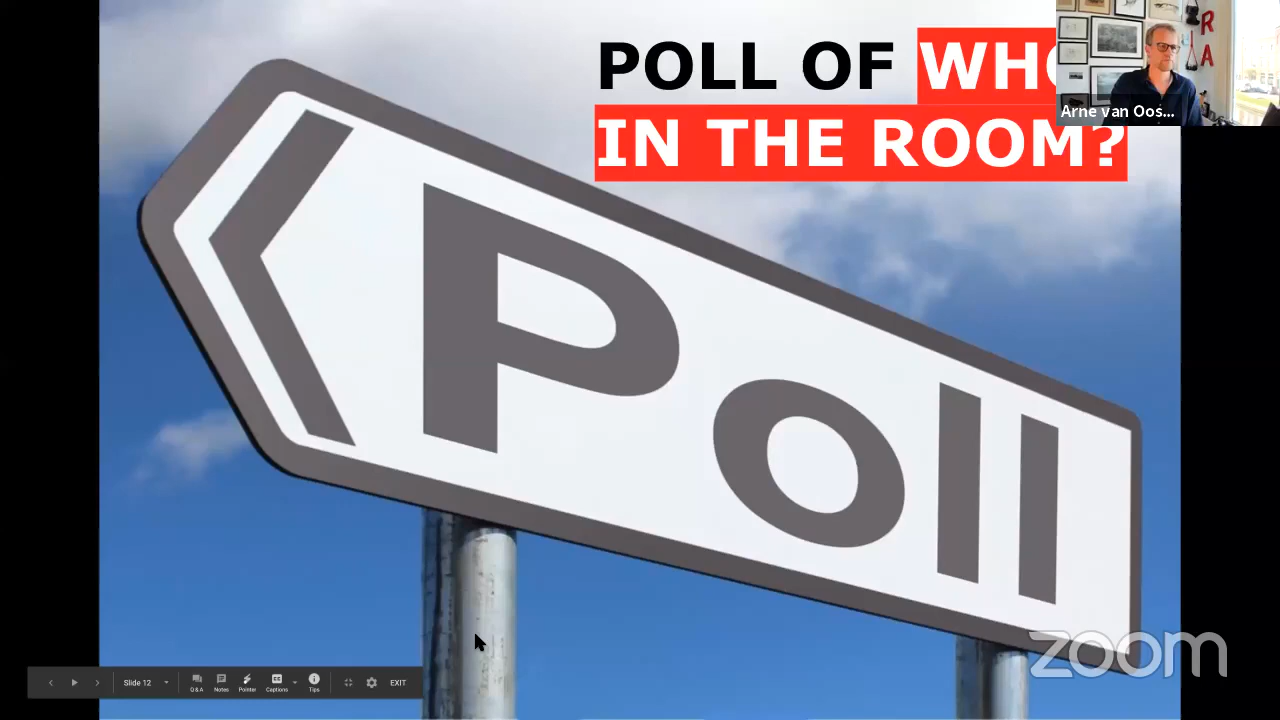 POLL OF WHO
IN THE ROOM?
R
A
Arne van Oos...
Poll
zoom
Slide 12
Q&A
Notes
Pointer
Captions
Tips
EXIT